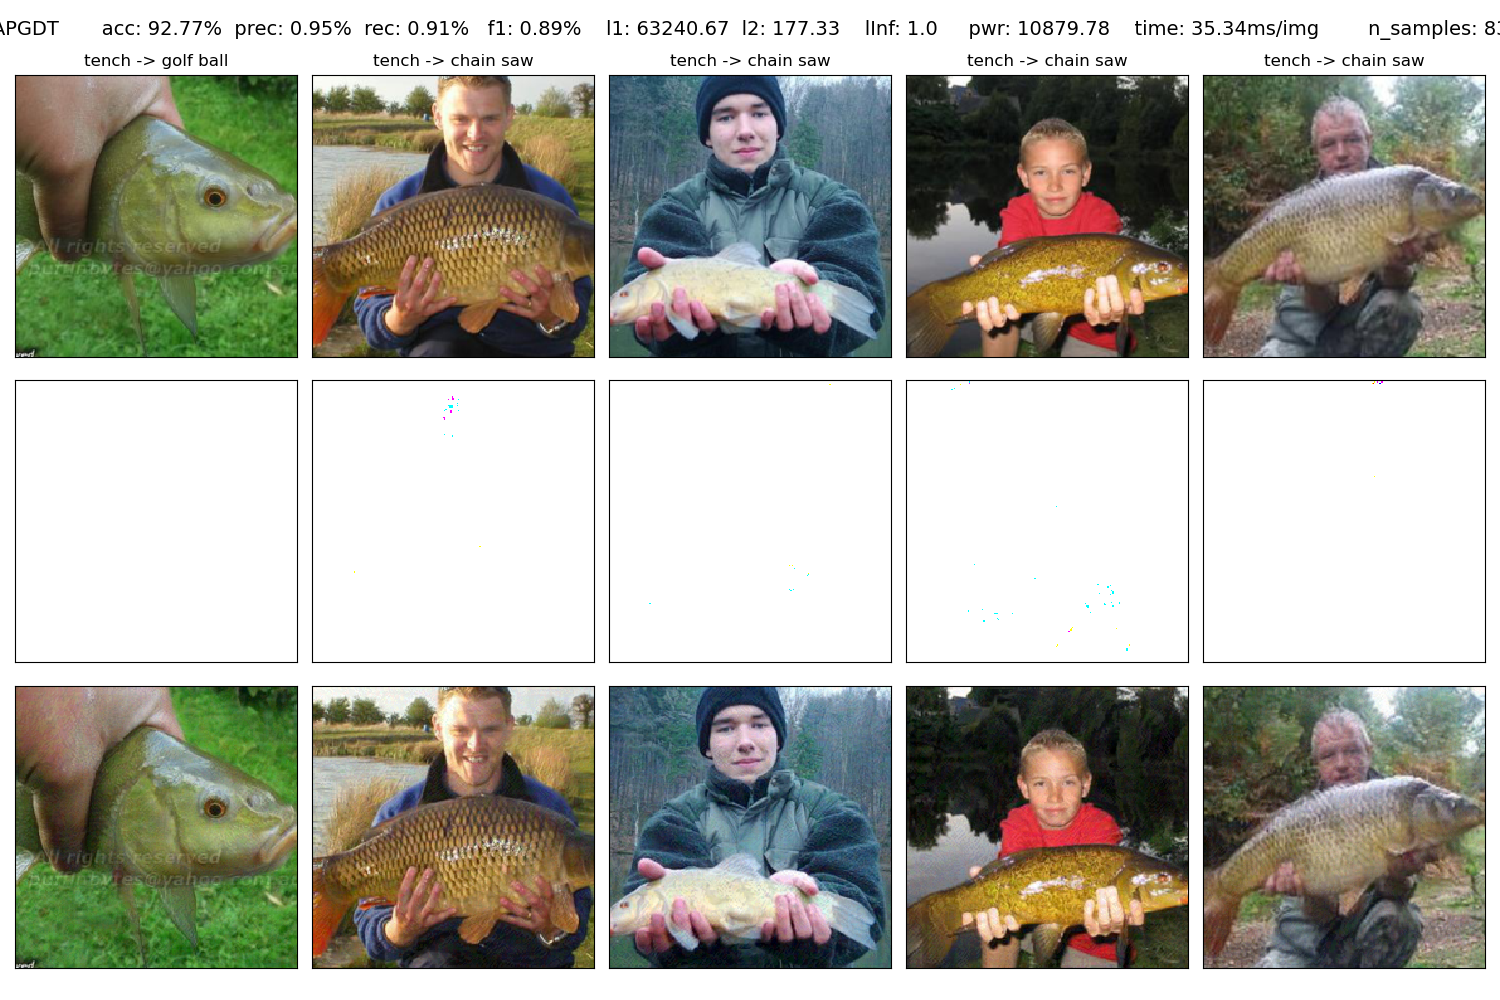 APGDT acc: 92.77% prec: 0.95% rec: 0.91% f1: 0.89% l1: 63240.67 l2: 177.33 lInf: 1.0 pwr: 10879.78 time: 35.34ms/img n_samples: 83
tench -> golf ball
tench -> chain saw
tench -> chain saw
tench -> chain saw
tench -> chain saw
All rights reserved
All rights reserved